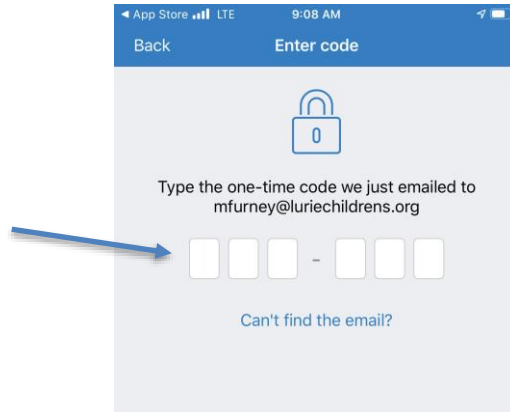 ◀ App Store LTE 9:08 AM
Back Enter code
0
Type the one-time code we just emailed to
mfurney@luriechildrens.org
-
Can't find the email?